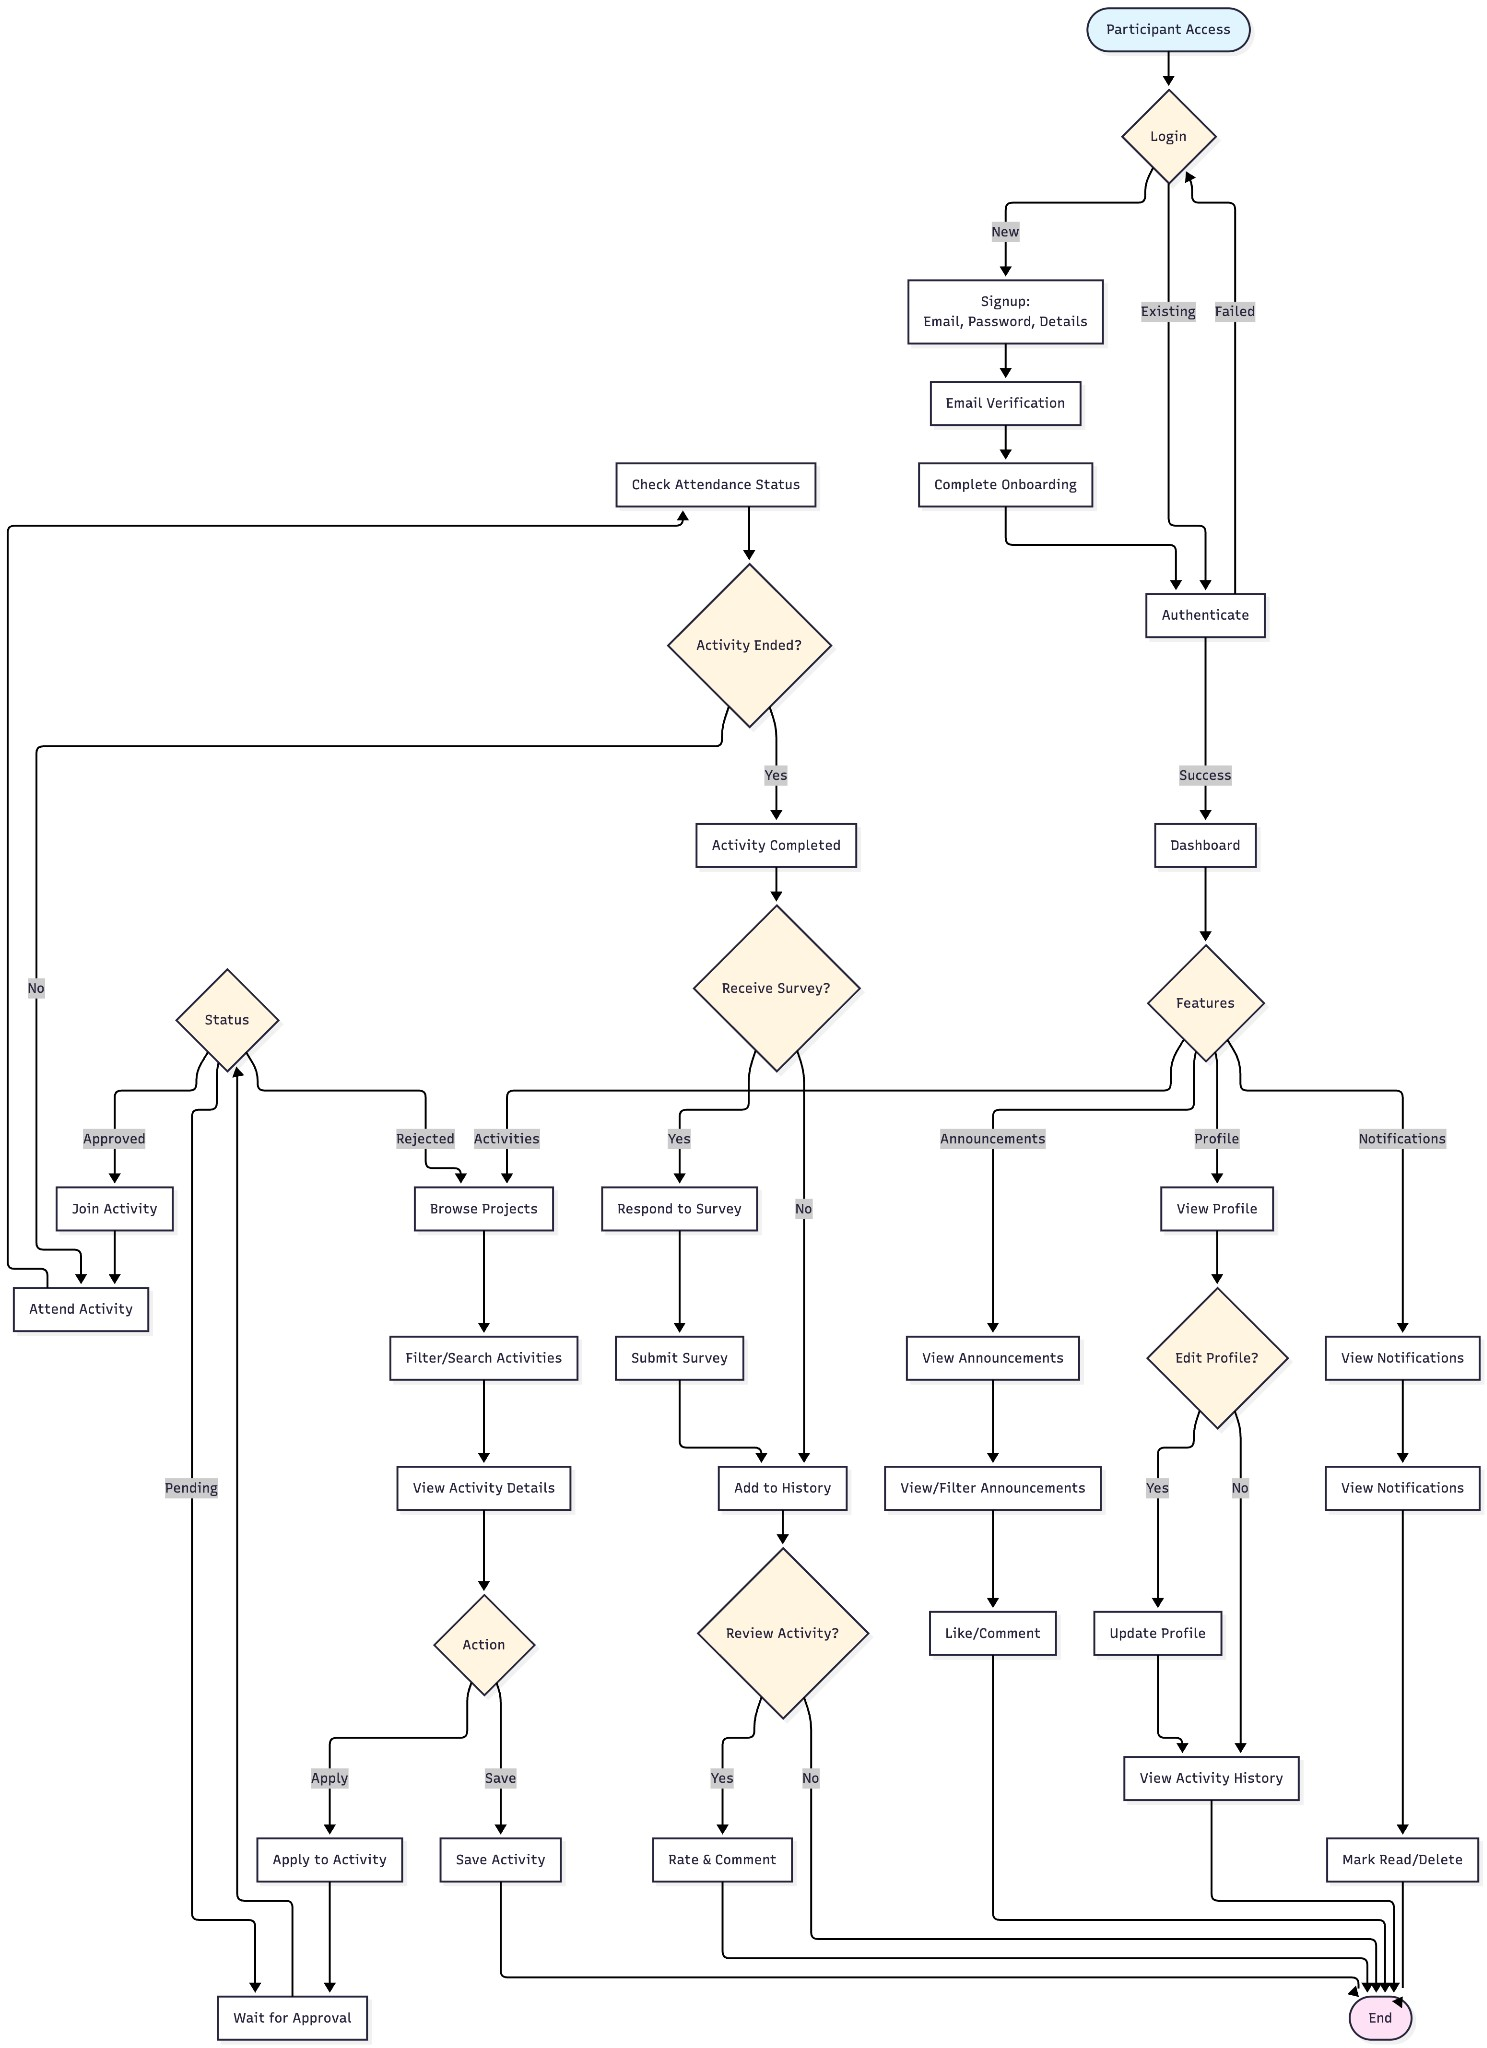 Participant Access
Login
New
Signup:
Email, Password, Details
Existing
Failed
Email Verification
Check Attendance Status
Complete Onboarding
Authenticate
Activity Ended?
Yes
Success
Activity Completed
Dashboard
No
Receive Survey?
Features
Status
Approved
Rejected
Activities
Yes
Announcements
Profile
Notifications
Join Activity
Browse Projects
Respond to Survey
No
View Profile
Attend Activity
Filter/Search Activities
Submit Survey
View Announcements
Edit Profile?
View Notifications
Pending
View Activity Details
Add to History
View/Filter Announcements
Yes
No
View Notifications
Action
Review Activity?
Like/Comment
Update Profile
Apply
Save
Yes
No
View Activity History
Apply to Activity
Save Activity
Rate & Comment
Mark Read/Delete
Wait for Approval
End